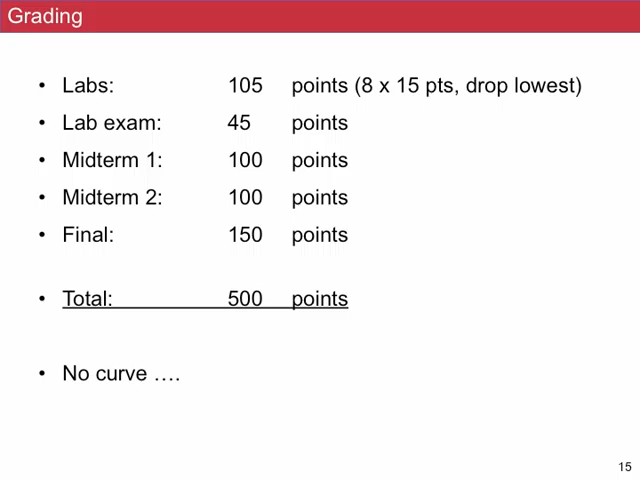 Grading
• Labs: 105 points (8 x 15 pts, drop lowest)
• Lab exam: 45 points
• Midterm 1: 100 points
• Midterm 2: 100 points
• Final: 150 points
• Total: 500 points
• No curve ….
15